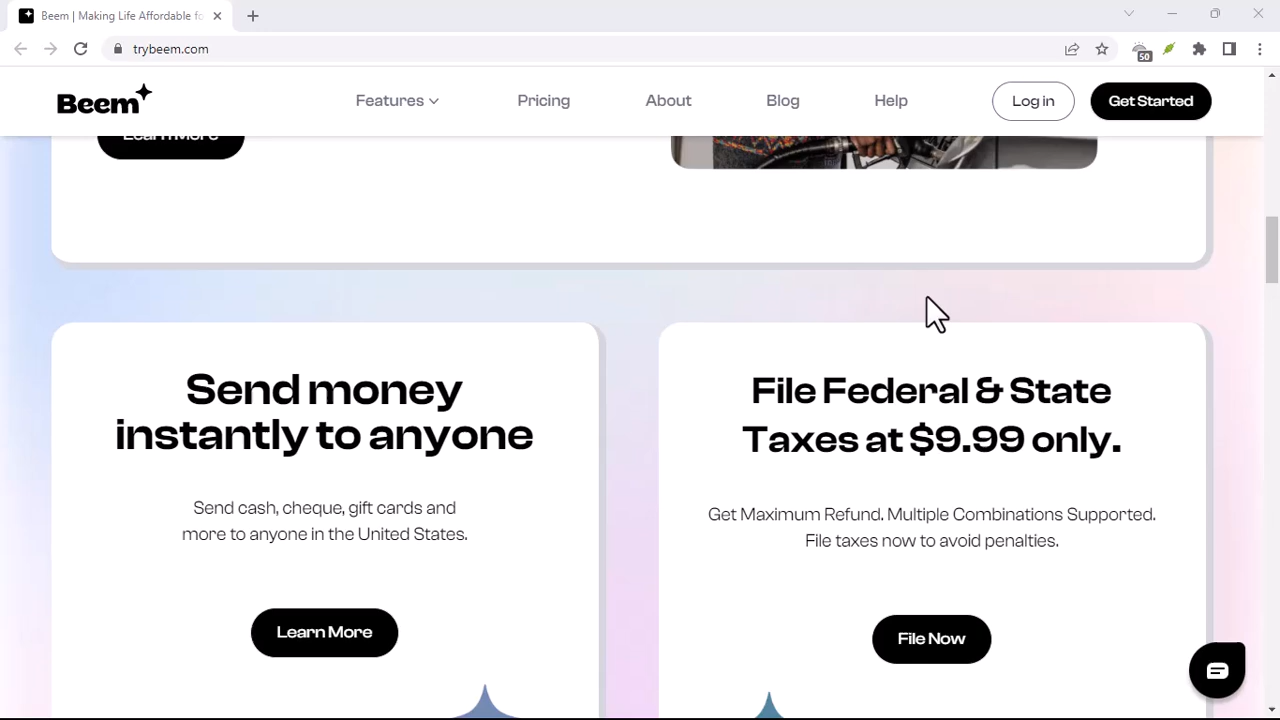 Beem | Making Life Affordable fo
trybeem.com
50
Beem
Features
Pricing
About
Blog
Help
Log in
Get Started
Learn More
Send money
instantly to anyone
Send cash, cheque, gift cards and
more to anyone in the United States.
Learn More
File Federal & State
Taxes at $9.99 only.
Get Maximum Refund. Multiple Combinations Supported.
File taxes now to avoid penalties.
File Now